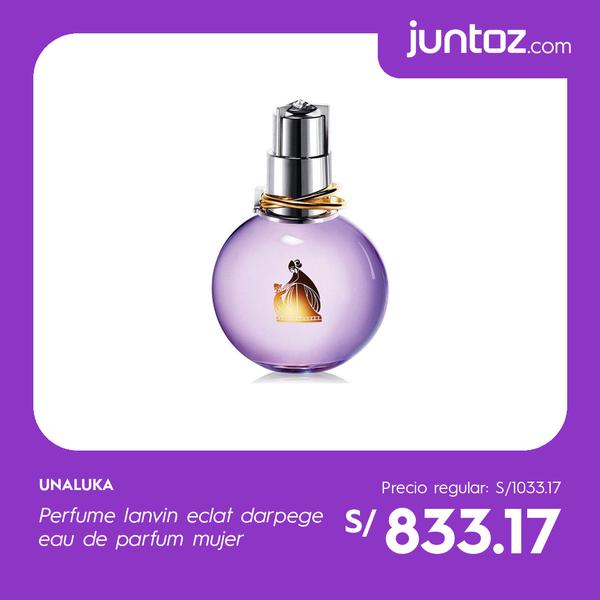 juntoz.com
UNALUKA
Perfume lanvin eclat darpege
eau de parfum mujer
Precio regular: S/1033.17
S/ 833.17